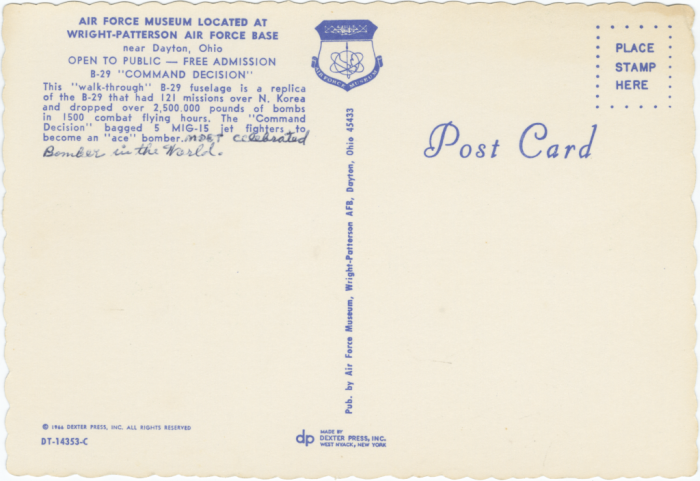 AIR FORCE MUSEUM LOCATED AT
WRIGHT-PATTERSON AIR FORCE BASE
near Dayton, Ohio
OPEN TO PUBLIC — FREE ADMISSION
B-29 "COMMAND DECISION"
This "walk-through" B-29 fuselage is a replica
of the B-29 that had 121 missions over N. Korea
and dropped over 2,500,000 pounds of bombs
in 1500 combat flying hours. The "Command
Decision" bagged 5 MIG-15 jet fighters to
become an "ace" bomber. most celebrated
Bomber in the World.
© 1966 DEXTER PRESS, INC. ALL RIGHTS RESERVED
DT-14353-C
AIR FORCE MUSEUM
Pub. by Air Force Museum, Wright-Patterson AFB, Dayton, Ohio 45433
dp MADE BY
DEXTER PRESS, INC.
WEST NYACK, NEW YORK
PLACE
STAMP
HERE
Post Card